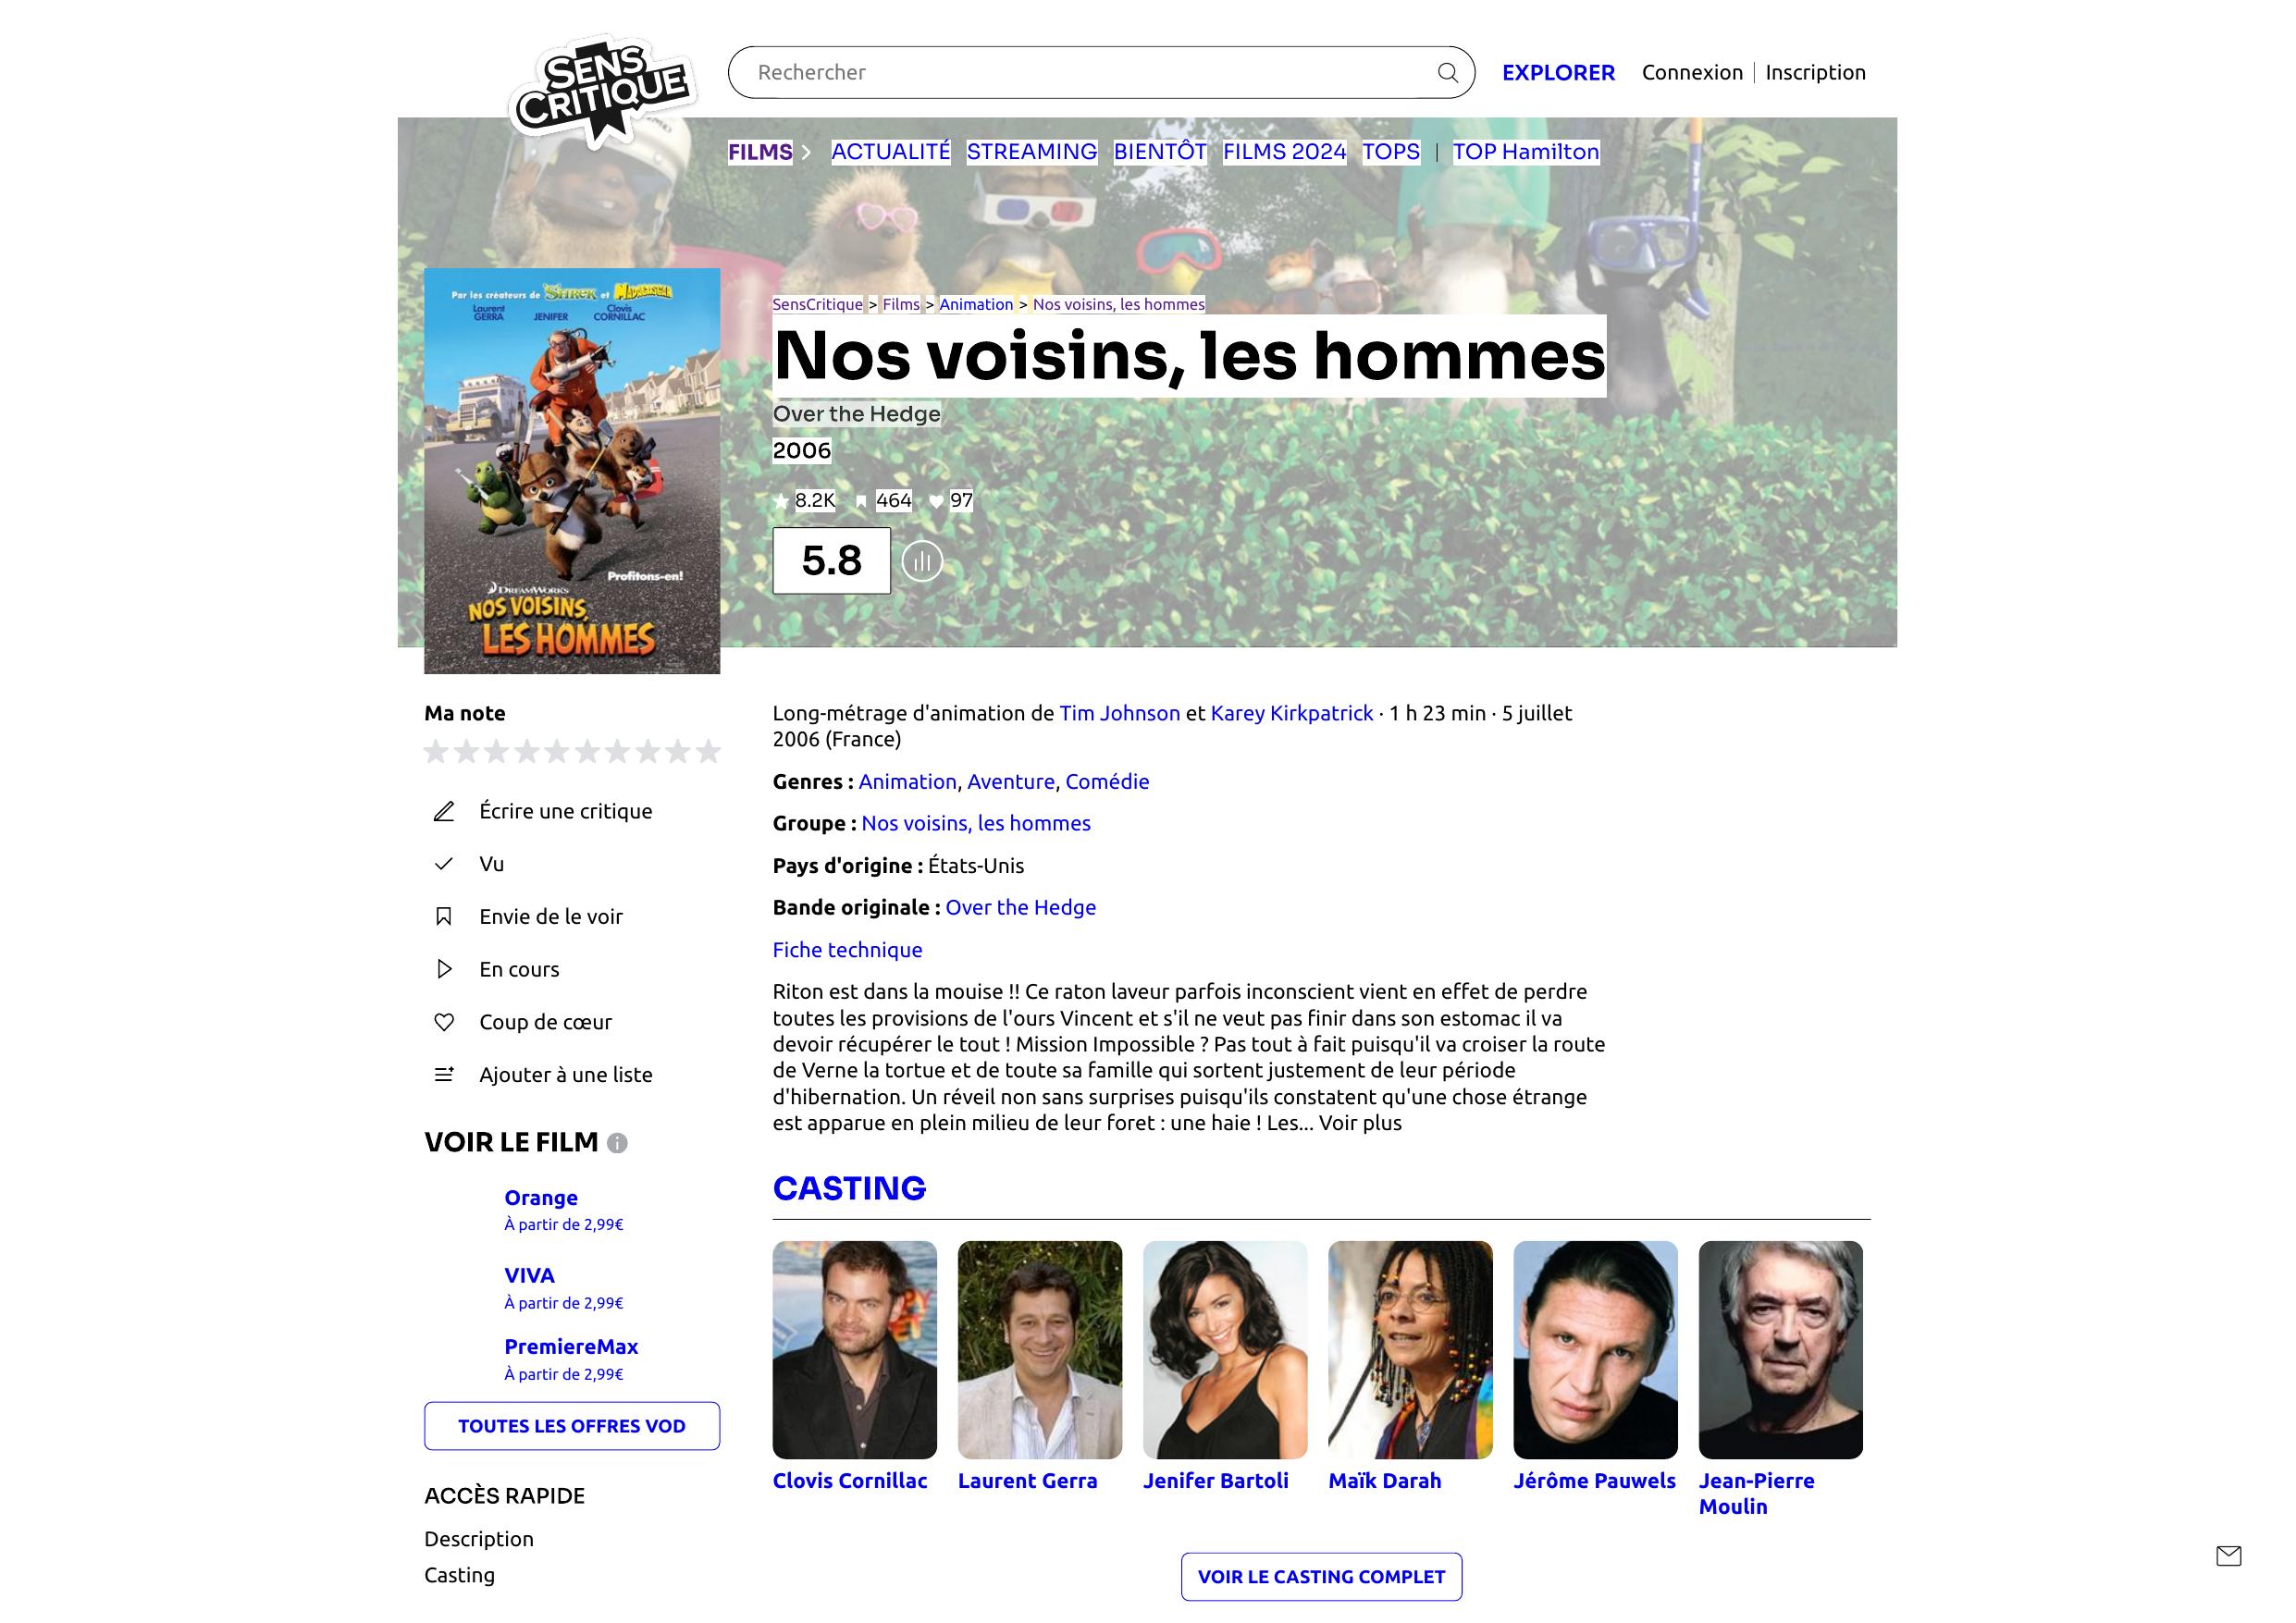 SENS
CRITIQUE
Rechercher
EXPLORER
Connexion | Inscription
FILMS
ACTUALITÉ
STREAMING
BIENTÔT
FILMS 2024
TOPS
|
TOP Hamilton
Par les créateurs de SHREK et MADAGASCAR
Laurent GERRA
JENIFER
Clovis CORNILLAC
Profitons-en!
DREAMWORKS
NOS VOISINS,
LES HOMMES
SensCritique > Films > Animation > Nos voisins, les hommes
Nos voisins, les hommes
Over the Hedge
2006
8.2K 464 97
5.8
Ma note
Écrire une critique
Vu
Envie de le voir
En cours
Coup de cœur
Ajouter à une liste
VOIR LE FILM
Orange
À partir de 2,99€
VIVA
À partir de 2,99€
PremiereMax
À partir de 2,99€
TOUTES LES OFFRES VOD
ACCÈS RAPIDE
Description
Casting
Long-métrage d'animation de Tim Johnson et Karey Kirkpatrick · 1 h 23 min · 5 juillet
2006 (France)
Genres : Animation, Aventure, Comédie
Groupe : Nos voisins, les hommes
Pays d'origine : États-Unis
Bande originale : Over the Hedge
Fiche technique
Riton est dans la mouise !! Ce raton laveur parfois inconscient vient en effet de perdre
toutes les provisions de l'ours Vincent et s'il ne veut pas finir dans son estomac il va
devoir récupérer le tout ! Mission Impossible ? Pas tout à fait puisqu'il va croiser la route
de Verne la tortue et de toute sa famille qui sortent justement de leur période
d'hibernation. Un réveil non sans surprises puisqu'ils constatent qu'une chose étrange
est apparue en plein milieu de leur foret : une haie ! Les... Voir plus
CASTING
Clovis Cornillac
Laurent Gerra
Jenifer Bartoli
Maïk Darah
Jérôme Pauwels
Jean-Pierre
Moulin
VOIR LE CASTING COMPLET